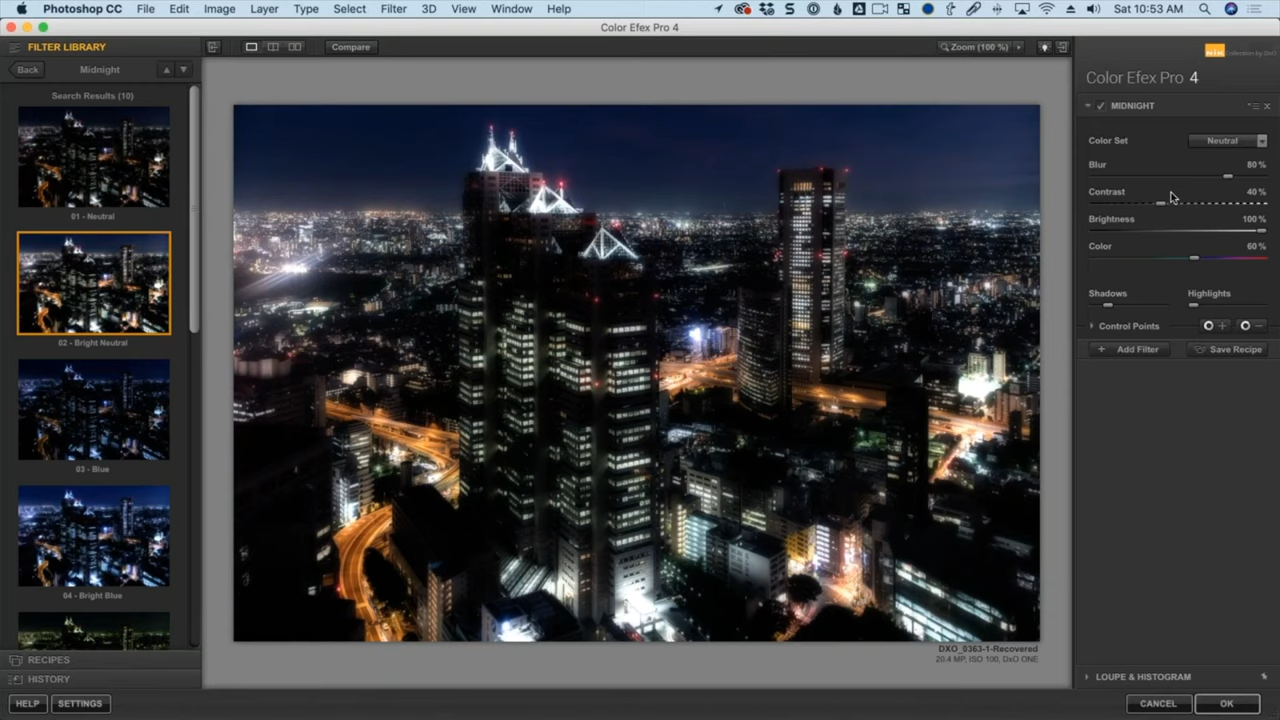 Photoshop CC File Edit Image Layer Type Select Filter 3D View Window Help Sat 10:53 AM
Color Efex Pro 4
FILTER LIBRARY Compare Zoom (100 %)
Back Midnight
Search Results (10)
01 - Neutral
02 - Bright Neutral
03 - Blue
04 - Bright Blue
RECIPES
HISTORY
HELP SETTINGS
DXO_0363-1-Recovered
20.4 MP, ISO 100, DxO ONE
nik Collection by DxO
Color Efex Pro 4
MIDNIGHT
Color Set Neutral
Blur 80 %
Contrast 40 %
Brightness 100 %
Color 60 %
Shadows Highlights
Control Points
Add Filter Save Recipe
LOUPE & HISTOGRAM
CANCEL OK